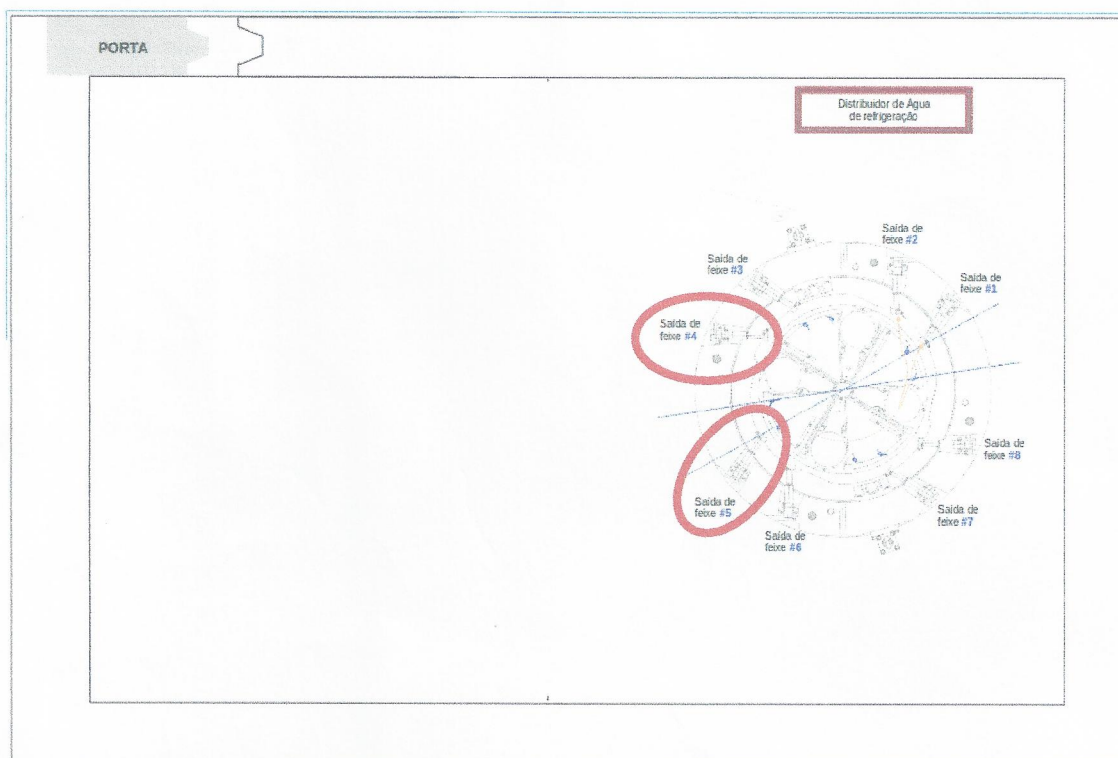 PORTA
Distribuidor de Água
de refrigeração
Saída de
feixe #2
Saída de
feixe #3
Saída de
feixe #1
Saída de
feixe #4
Saída de
feixe #8
Saída de
feixe #5
Saída de
feixe #7
Saída de
feixe #6